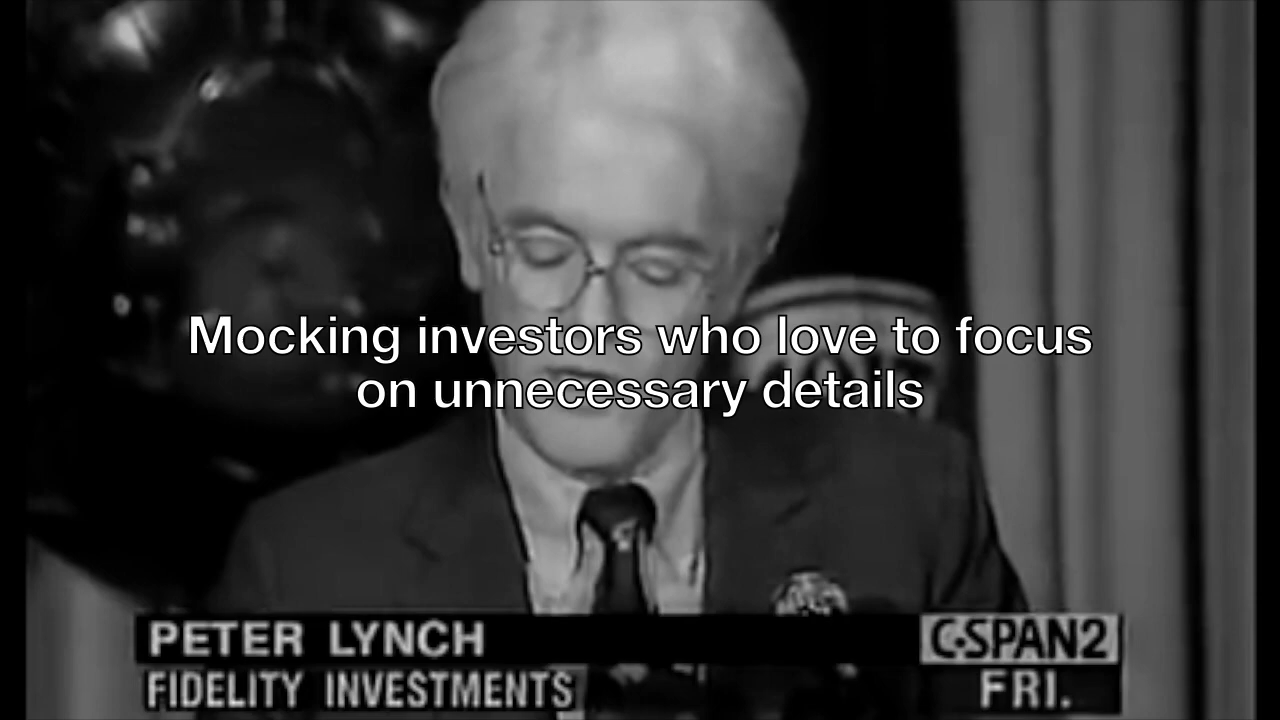 Mocking investors who love to focus
on unnecessary details
PETER LYNCH
C-SPAN2
FIDELITY INVESTMENTS
FRI.